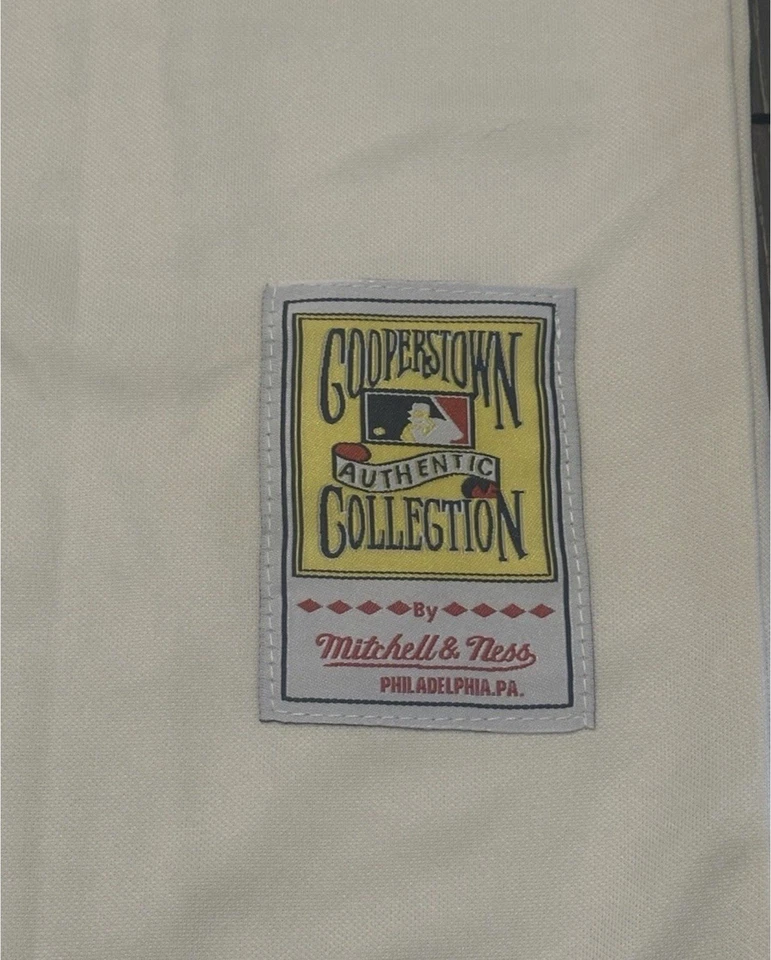 COOPERSTOWN
AUTHENTIC
COLLECTION
By
Mitchell & Ness
PHILADELPHIA.PA.